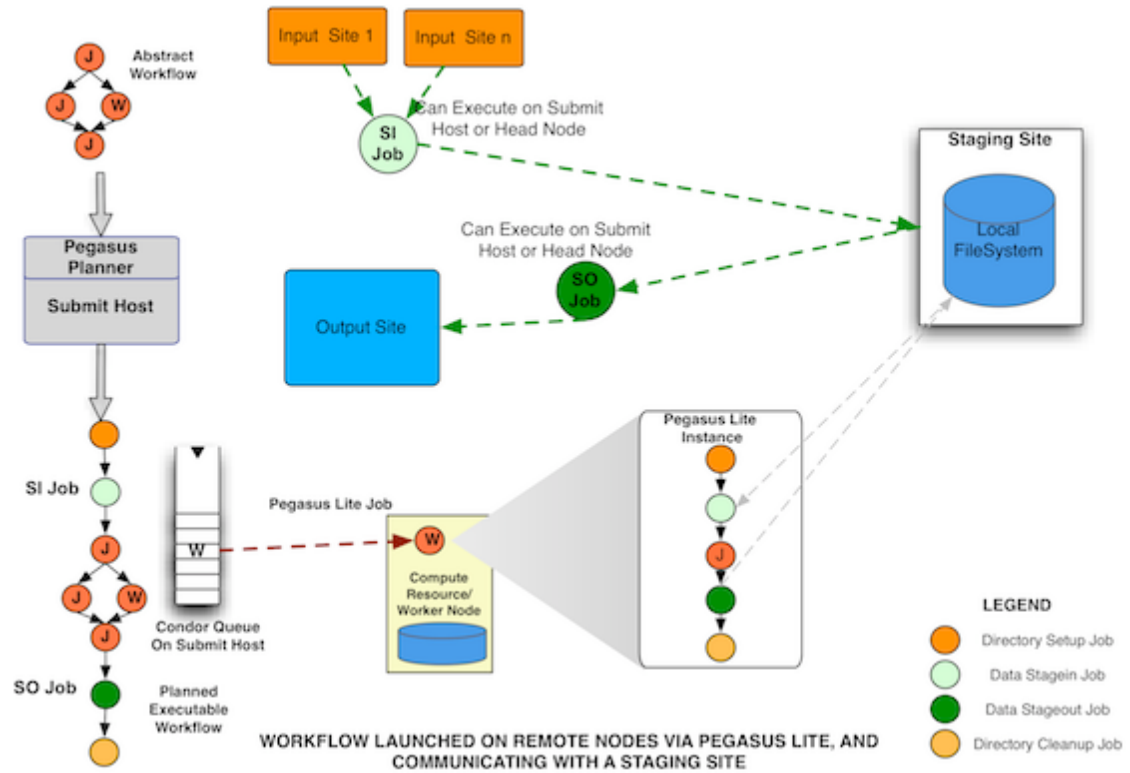 J
J
W
J
Abstract
Workflow
Input Site 1
Input Site n
Can Execute on Submit
Host or Head Node
SI
Job
Staging Site
Local
FileSystem
Pegasus
Planner
Submit Host
Can Execute on Submit
Host or Head Node
SO
Job
Output Site
SI Job
J
J
W
J
SO Job
Planned
Executable
Workflow
W
Condor Queue
On Submit Host
Pegasus Lite Job
W
Compute
Resource/
Worker Node
Pegasus Lite
Instance
J
LEGEND
Directory Setup Job
Data Stagein Job
Data Stageout Job
Directory Cleanup Job
WORKFLOW LAUNCHED ON REMOTE NODES VIA PEGASUS LITE, AND
COMMUNICATING WITH A STAGING SITE